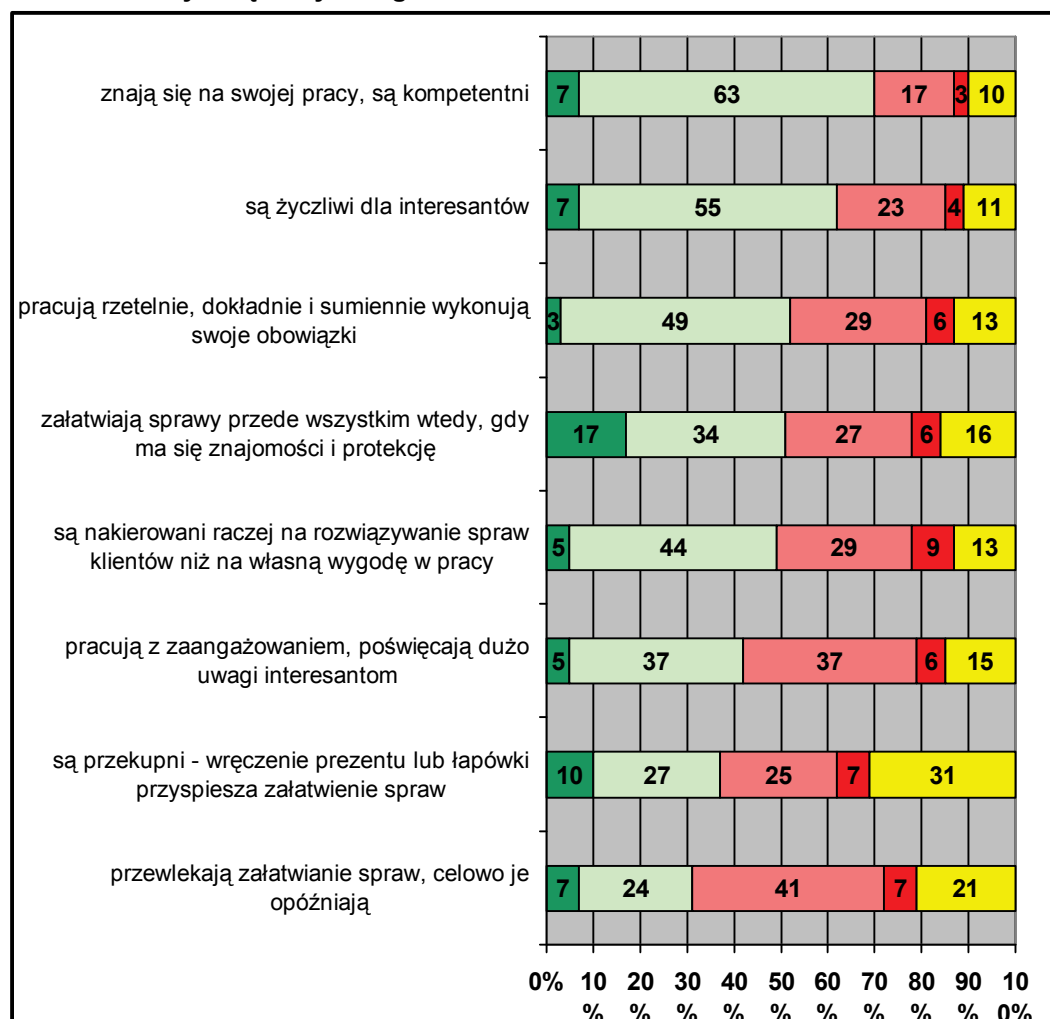 znają się na swojej pracy, są kompetentni
7 63 17 3 10
są życzliwi dla interesantów
7 55 23 4 11
pracują rzetelnie, dokładnie i sumiennie wykonują
swoje obowiązki
3 49 29 6 13
załatwiają sprawy przede wszystkim wtedy, gdy
ma się znajomości i protekcję
17 34 27 6 16
są nakierowani raczej na rozwiązywanie spraw
klientów niż na własną wygodę w pracy
5 44 29 9 13
pracują z zaangażowaniem, poświęcają dużo
uwagi interesantom
5 37 37 6 15
są przekupni - wręczenie prezentu lub łapówki
przyspiesza załatwienie spraw
10 27 25 7 31
przewlekają załatwianie spraw, celowo je
opóźniają
7 24 41 7 21
0% 10 20 30 40 50 60 70 80 90 10
% % % % % % % % % 0%